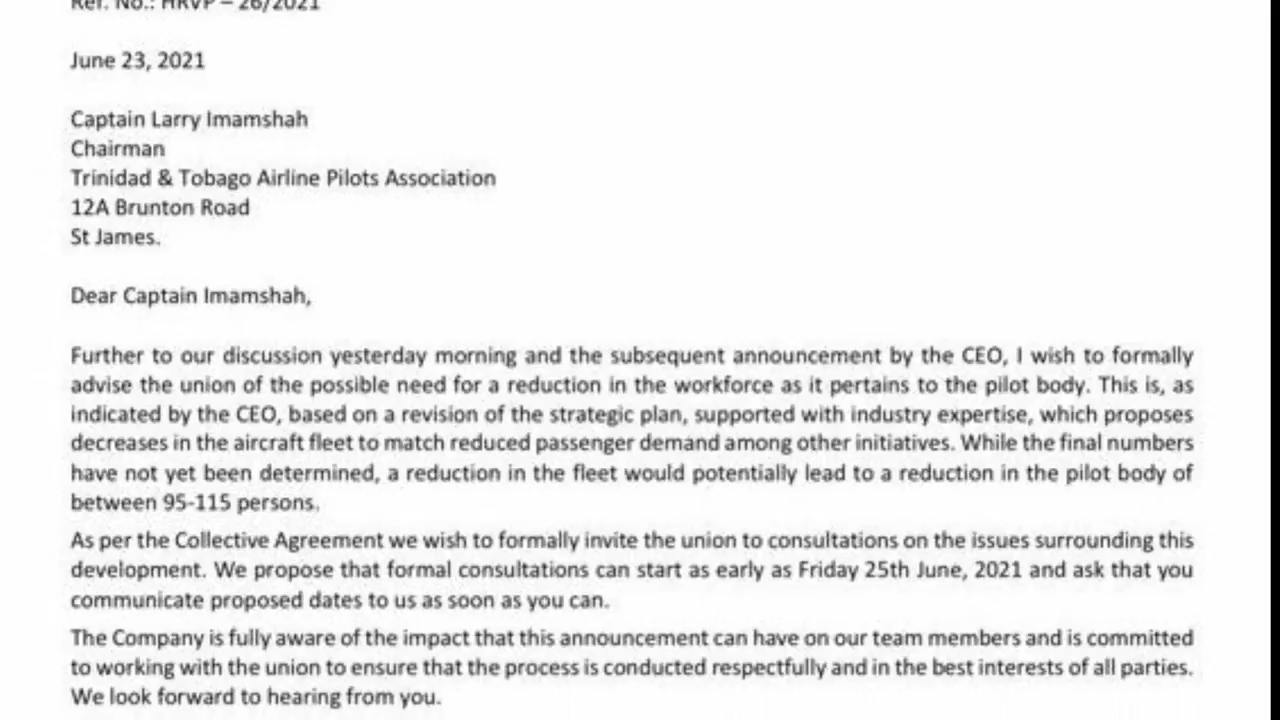 Ref. No.: HRVP – 26/2021
June 23, 2021
Captain Larry Imamshah
Chairman
Trinidad & Tobago Airline Pilots Association
12A Brunton Road
St James.
Dear Captain Imamshah,
Further to our discussion yesterday morning and the subsequent announcement by the CEO, I wish to formally
advise the union of the possible need for a reduction in the workforce as it pertains to the pilot body. This is, as
indicated by the CEO, based on a revision of the strategic plan, supported with industry expertise, which proposes
decreases in the aircraft fleet to match reduced passenger demand among other initiatives. While the final numbers
have not yet been determined, a reduction in the fleet would potentially lead to a reduction in the pilot body of
between 95-115 persons.
As per the Collective Agreement we wish to formally invite the union to consultations on the issues surrounding this
development. We propose that formal consultations can start as early as Friday 25th June, 2021 and ask that you
communicate proposed dates to us as soon as you can.
The Company is fully aware of the impact that this announcement can have on our team members and is committed
to working with the union to ensure that the process is conducted respectfully and in the best interests of all parties.
We look forward to hearing from you.